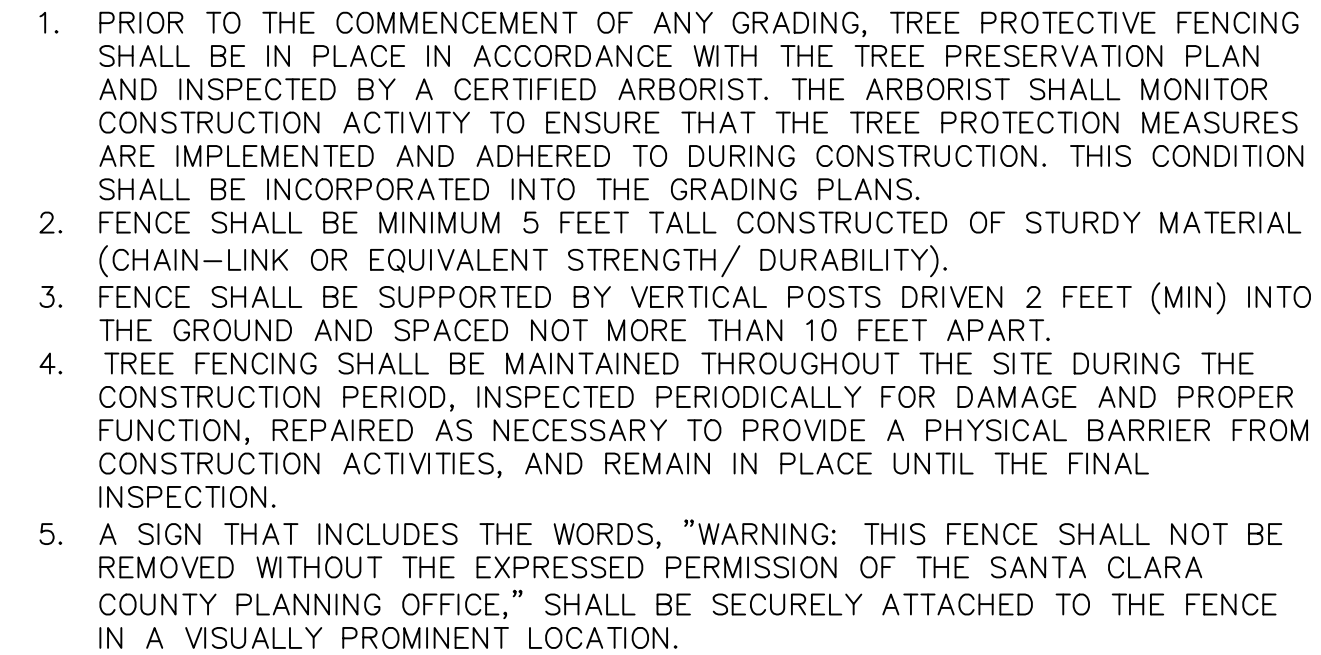 1. PRIOR TO THE COMMENCEMENT OF ANY GRADING, TREE PROTECTIVE FENCING
SHALL BE IN PLACE IN ACCORDANCE WITH THE TREE PRESERVATION PLAN
AND INSPECTED BY A CERTIFIED ARBORIST. THE ARBORIST SHALL MONITOR
CONSTRUCTION ACTIVITY TO ENSURE THAT THE TREE PROTECTION MEASURES
ARE IMPLEMENTED AND ADHERED TO DURING CONSTRUCTION. THIS CONDITION
SHALL BE INCORPORATED INTO THE GRADING PLANS.
2. FENCE SHALL BE MINIMUM 5 FEET TALL CONSTRUCTED OF STURDY MATERIAL
(CHAIN-LINK OR EQUIVALENT STRENGTH/ DURABILITY).
3. FENCE SHALL BE SUPPORTED BY VERTICAL POSTS DRIVEN 2 FEET (MIN) INTO
THE GROUND AND SPACED NOT MORE THAN 10 FEET APART.
4. TREE FENCING SHALL BE MAINTAINED THROUGHOUT THE SITE DURING THE
CONSTRUCTION PERIOD, INSPECTED PERIODICALLY FOR DAMAGE AND PROPER
FUNCTION, REPAIRED AS NECESSARY TO PROVIDE A PHYSICAL BARRIER FROM
CONSTRUCTION ACTIVITIES, AND REMAIN IN PLACE UNTIL THE FINAL
INSPECTION.
5. A SIGN THAT INCLUDES THE WORDS, "WARNING: THIS FENCE SHALL NOT BE
REMOVED WITHOUT THE EXPRESSED PERMISSION OF THE SANTA CLARA
COUNTY PLANNING OFFICE," SHALL BE SECURELY ATTACHED TO THE FENCE
IN A VISUALLY PROMINENT LOCATION.